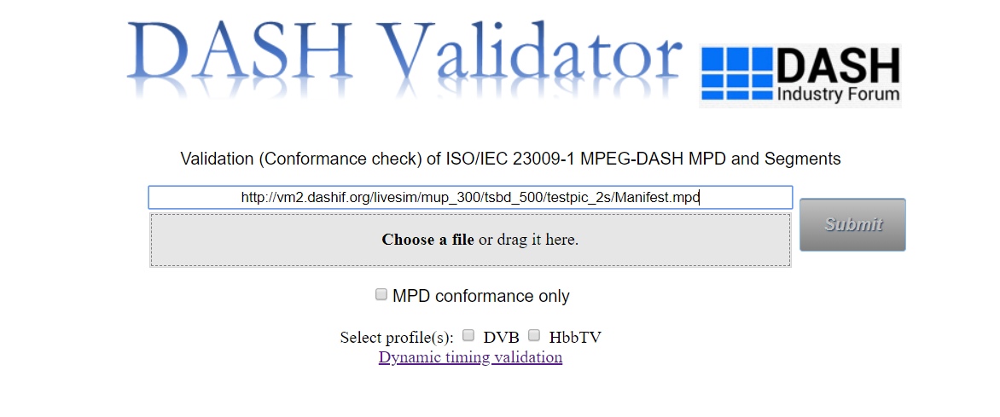 DASH Validator
DASH
Industry Forum
Validation (Conformance check) of ISO/IEC 23009-1 MPEG-DASH MPD and Segments
http://vm2.dashif.org/livesim/mup_300/tsbd_500/testpic_2s/Manifest.mpd
Submit
Choose a file or drag it here.
MPD conformance only
Select profile(s): DVB HbbTV
Dynamic timing validation